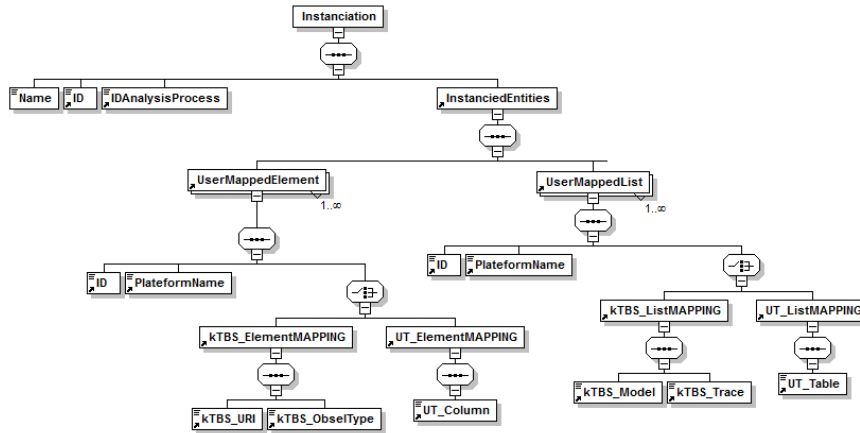 Instanciation
Name ID IDAnalysisProcess InstanciedEntities
UserMappedElement UserMappedList
1..∞ 1..∞
ID PlateformName ID PlateformName
kTBS_ElementMAPPING UT_ElementMAPPING kTBS_ListMAPPING UT_ListMAPPING
kTBS_URI kTBS_ObselType UT_Column kTBS_Model kTBS_Trace UT_Table